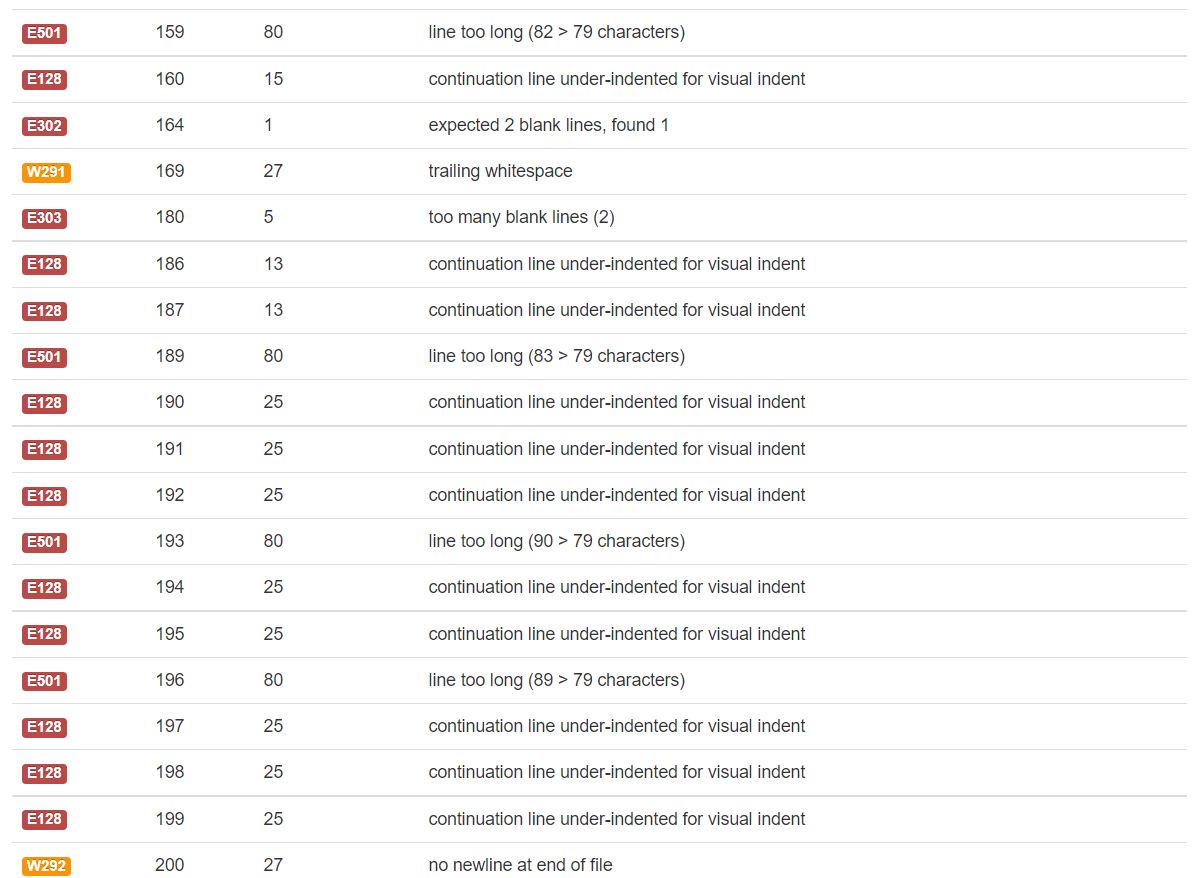 E501 159 80 line too long (82 > 79 characters)
E128 160 15 continuation line under-indented for visual indent
E302 164 1 expected 2 blank lines, found 1
W291 169 27 trailing whitespace
E303 180 5 too many blank lines (2)
E128 186 13 continuation line under-indented for visual indent
E128 187 13 continuation line under-indented for visual indent
E501 189 80 line too long (83 > 79 characters)
E128 190 25 continuation line under-indented for visual indent
E128 191 25 continuation line under-indented for visual indent
E128 192 25 continuation line under-indented for visual indent
E501 193 80 line too long (90 > 79 characters)
E128 194 25 continuation line under-indented for visual indent
E128 195 25 continuation line under-indented for visual indent
E501 196 80 line too long (89 > 79 characters)
E128 197 25 continuation line under-indented for visual indent
E128 198 25 continuation line under-indented for visual indent
E128 199 25 continuation line under-indented for visual indent
W292 200 27 no newline at end of file